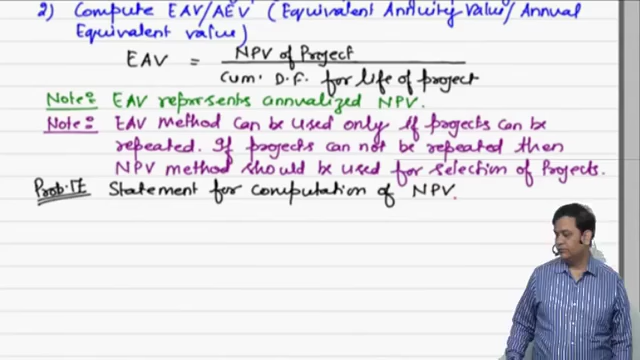 2) Compute EAV/AEV (Equivalent Annuity Value/Annual
Equivalent value)
EAV = NPV of Project
Cum. D.F. for life of project
Note: EAV represents annualized NPV.
Note: EAV method can be used only if projects can be
repeated. If projects can not be repeated then
NPV method should be used for selection of Projects.
Statement for computation of NPV.